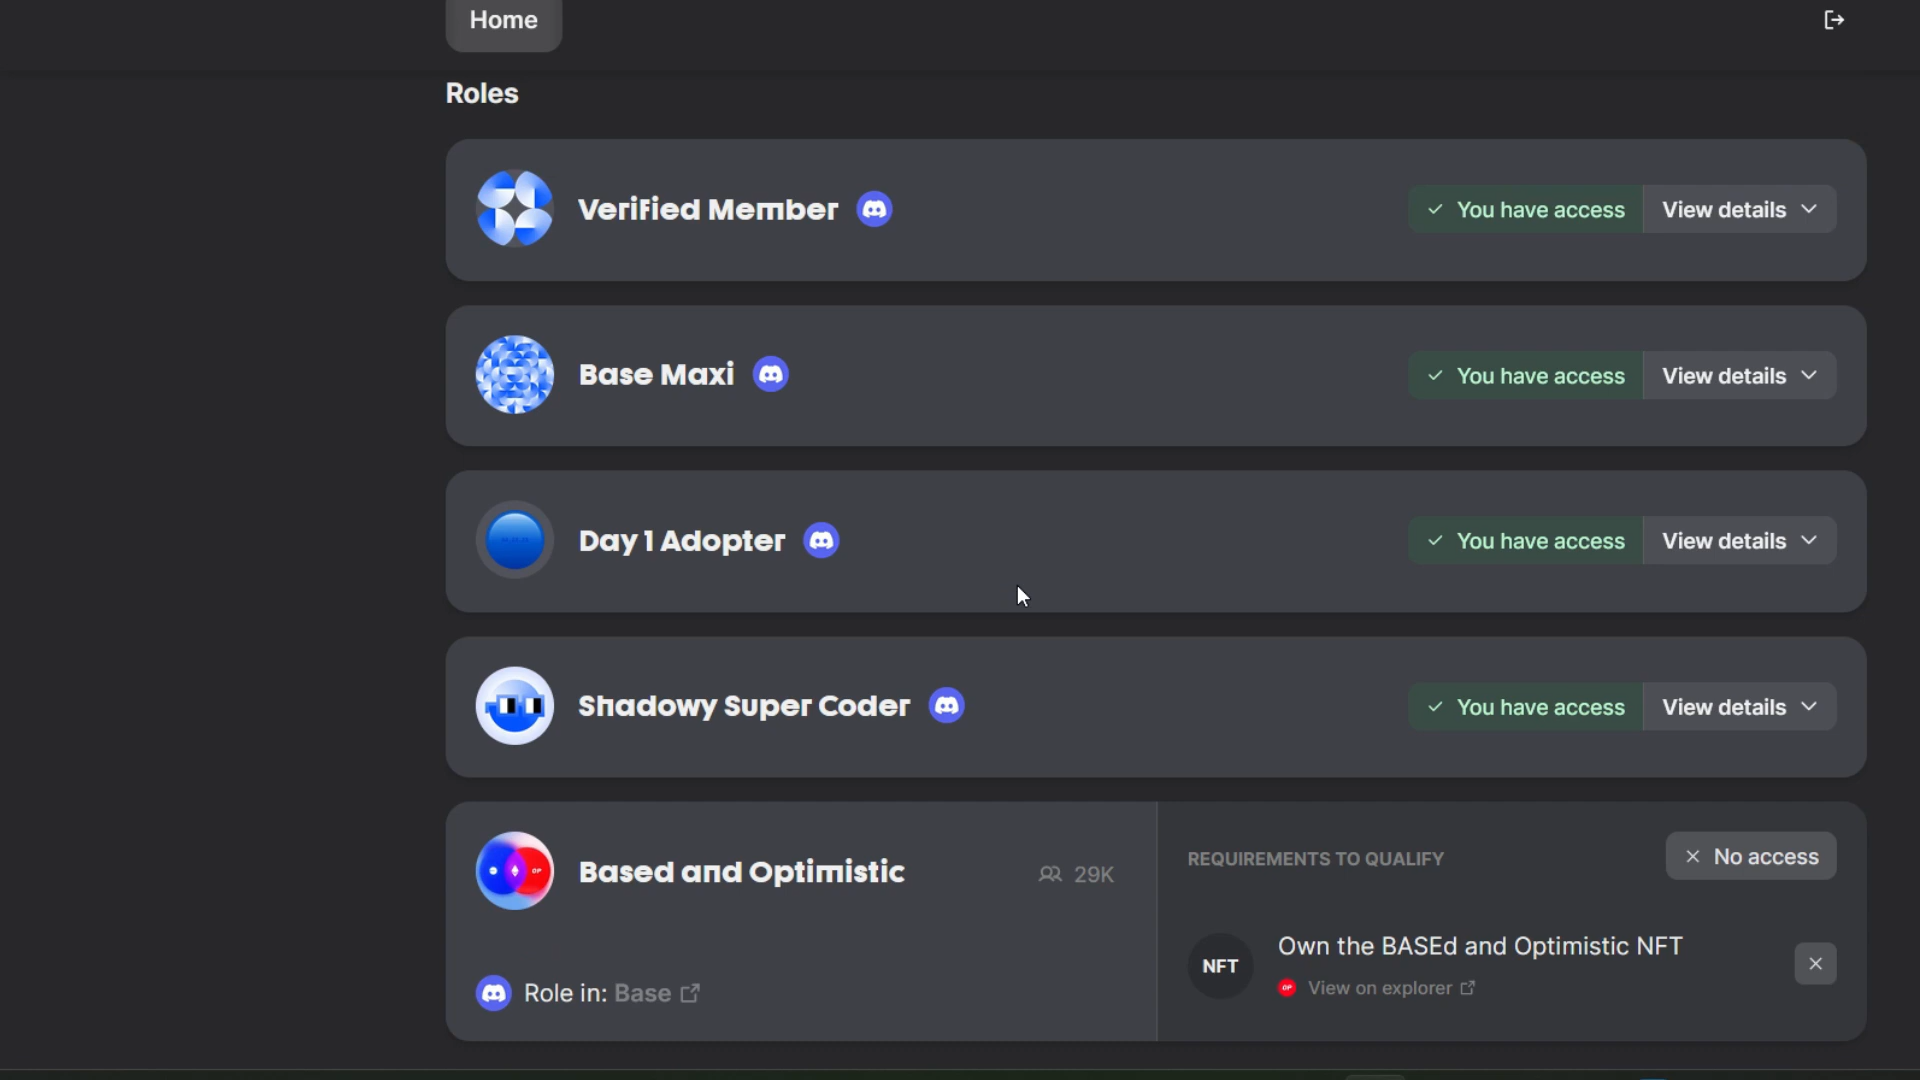 Home
Roles
Verified Member
You have access
View details
Base Maxi
You have access
View details
Day 1 Adopter
You have access
View details
Shadowy Super Coder
You have access
View details
Based and Optimistic
29K
Role in: Base
REQUIREMENTS TO QUALIFY
No access
NFT
Own the BASEd and Optimistic NFT
OP
View on explorer